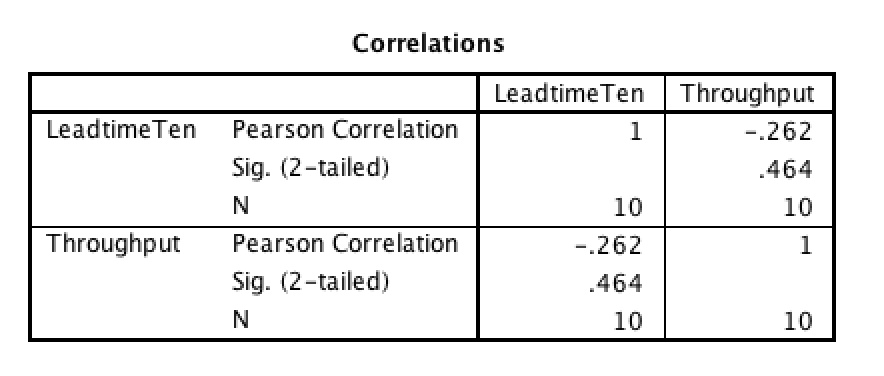 Correlations
LeadtimeTen Throughput
LeadtimeTen Pearson Correlation 1 -.262
Sig. (2-tailed) .464
N 10 10
Throughput Pearson Correlation -.262 1
Sig. (2-tailed) .464
N 10 10